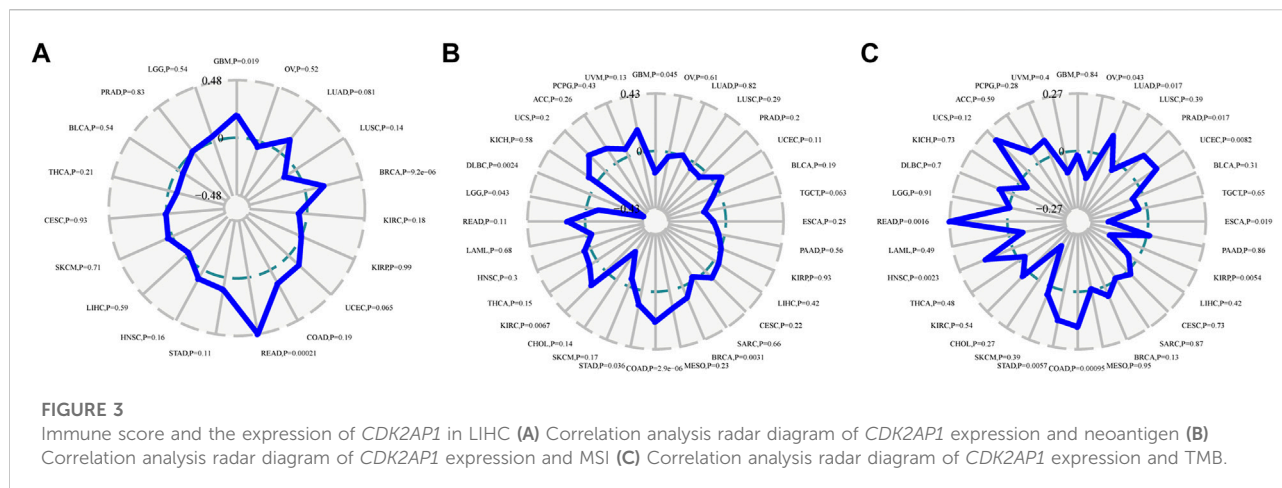 A
GBM,P=0.019
OV,P=0.52
LUAD,P=0.081
LUSC,P=0.14
BRCA,P=9.2e−06
KIRC,P=0.18
KIRP,P=0.99
UCEC,P=0.065
COAD,P=0.19
READ,P=0.00021
STAD,P=0.11
HNSC,P=0.16
LIHC,P=0.59
SKCM,P=0.71
CESC,P=0.93
THCA,P=0.21
BLCA,P=0.54
PRAD,P=0.83
LGG,P=0.54
0.48
0
−0.48
B
GBM,P=0.045
OV,P=0.61
LUAD,P=0.82
LUSC,P=0.29
PRAD,P=0.2
UCEC,P=0.11
BLCA,P=0.19
TGCT,P=0.063
ESCA,P=0.25
PAAD,P=0.56
KIRP,P=0.93
LIHC,P=0.42
CESC,P=0.22
SARC,P=0.66
BRCA,P=0.0031
MESO,P=0.23
COAD,P=2.9e−06
STAD,P=0.036
SKCM,P=0.17
CHOL,P=0.14
KIRC,P=0.0067
THCA,P=0.15
HNSC,P=0.3
LAML,P=0.68
READ,P=0.11
LGG,P=0.043
DLBC,P=0.0024
KICH,P=0.58
UCS,P=0.2
ACC,P=0.26
PCPG,P=0.43
UVM,P=0.13
0.43
0
−0.43
C
GBM,P=0.84
OV,P=0.043
LUAD,P=0.017
LUSC,P=0.39
PRAD,P=0.017
UCEC,P=0.0082
BLCA,P=0.31
TGCT,P=0.65
ESCA,P=0.019
PAAD,P=0.86
KIRP,P=0.0054
LIHC,P=0.42
CESC,P=0.73
SARC,P=0.87
BRCA,P=0.13
MESO,P=0.95
COAD,P=0.00095
STAD,P=0.0057
SKCM,P=0.39
CHOL,P=0.27
KIRC,P=0.54
THCA,P=0.48
HNSC,P=0.0023
LAML,P=0.49
READ,P=0.0016
LGG,P=0.91
DLBC,P=0.7
KICH,P=0.73
UCS,P=0.12
ACC,P=0.59
PCPG,P=0.28
UVM,P=0.4
0.27
0
−0.27
FIGURE 3
Immune score and the expression of CDK2AP1 in LIHC (A) Correlation analysis radar diagram of CDK2AP1 expression and neoantigen (B)
Correlation analysis radar diagram of CDK2AP1 expression and MSI (C) Correlation analysis radar diagram of CDK2AP1 expression and TMB.